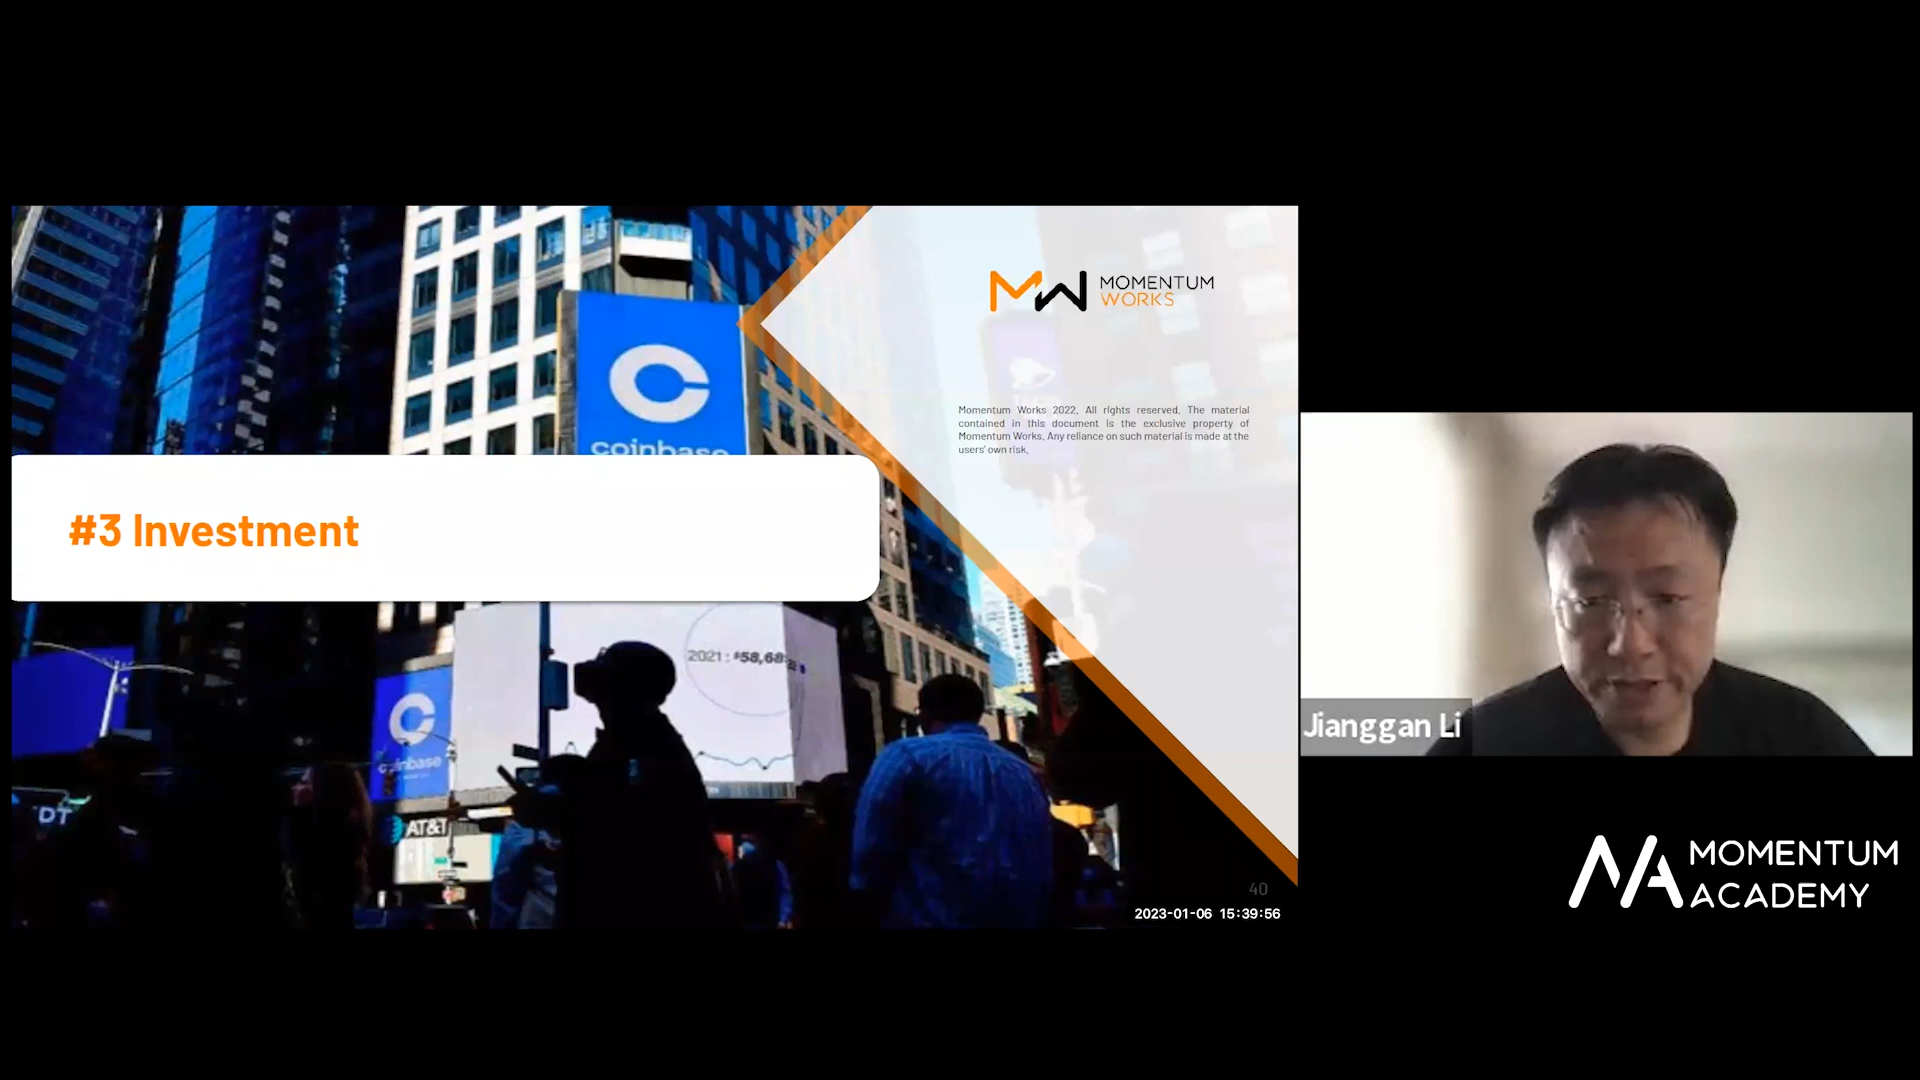 MOMENTUM
WORKS
Momentum Works 2022. All rights reserved. The material
contained in this document is the exclusive property of
Momentum Works. Any reliance on such material is made at the
users' own risk.
coinbase
#3 Investment
2021: $58,68
coinbase
DT
AT&T
40
2023-01-06 15:39:56
Jianggan Li
MOMENTUM
ACADEMY